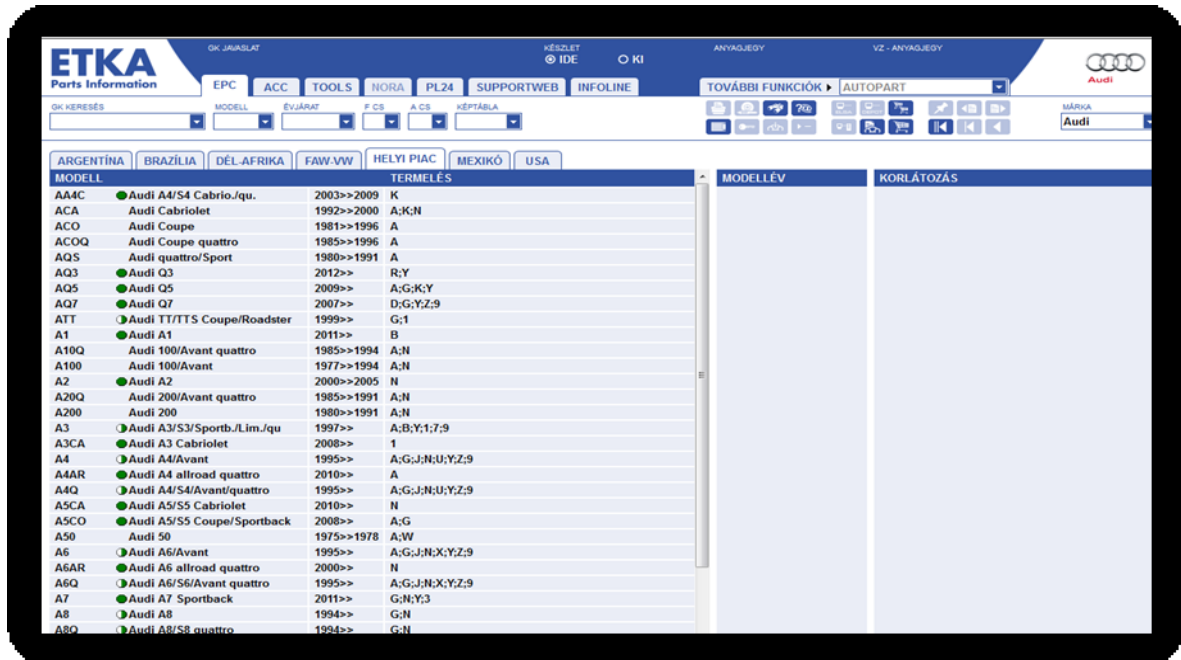 ETKA
Parts Information
GK JAVASLAT
KÉSZLET
IDE KI
ANYAGJEGY
VZ - ANYAGJEGY
Audi
EPC ACC TOOLS NORA PL24 SUPPORTWEB INFOLINE
TOVÁBBI FUNKCIÓK AUTOPART
GK KERESÉS MODELL ÉVJÁRAT F CS A CS KÉPTÁBLA
MÁRKA
Audi
ARGENTÍNA BRAZÍLIA DÉL-AFRIKA FAW-VW HELYI PIAC MEXIKÓ USA
MODELL TERMELÉS MODELLÉV KORLÁTOZÁS
AA4C Audi A4/S4 Cabrio./qu. 2003>>2009 K
ACA Audi Cabriolet 1992>>2000 A;K;N
ACO Audi Coupe 1981>>1996 A
ACOQ Audi Coupe quattro 1985>>1996 A
AQS Audi quattro/Sport 1980>>1991 A
AQ3 Audi Q3 2012>> R;Y
AQ5 Audi Q5 2009>> A;G;K;Y
AQ7 Audi Q7 2007>> D;G;Y;Z;9
ATT Audi TT/TTS Coupe/Roadster 1999>> G;1
A1 Audi A1 2011>> B
A10Q Audi 100/Avant quattro 1985>>1994 A;N
A100 Audi 100/Avant 1977>>1994 A;N
A2 Audi A2 2000>>2005 N
A20Q Audi 200/Avant quattro 1985>>1991 A;N
A200 Audi 200 1980>>1991 A;N
A3 Audi A3/S3/Sportb./Lim./qu 1997>> A;B;Y;1;7;9
A3CA Audi A3 Cabriolet 2008>> 1
A4 Audi A4/Avant 1995>> A;G;J;N;U;Y;Z;9
A4AR Audi A4 allroad quattro 2010>> A
A4Q Audi A4/S4/Avant/quattro 1995>> A;G;J;N;U;Y;Z;9
A5CA Audi A5/S5 Cabriolet 2010>> N
A5CO Audi A5/S5 Coupe/Sportback 2008>> A;G
A50 Audi 50 1975>>1978 A;W
A6 Audi A6/Avant 1995>> A;G;J;N;X;Y;Z;9
A6AR Audi A6 allroad quattro 2000>> N
A6Q Audi A6/S6/Avant quattro 1995>> A;G;J;N;X;Y;Z;9
A7 Audi A7 Sportback 2011>> G;N;Y;3
A8 Audi A8 1994>> G;N
A8Q Audi A8/S8 quattro 1994>> G;N